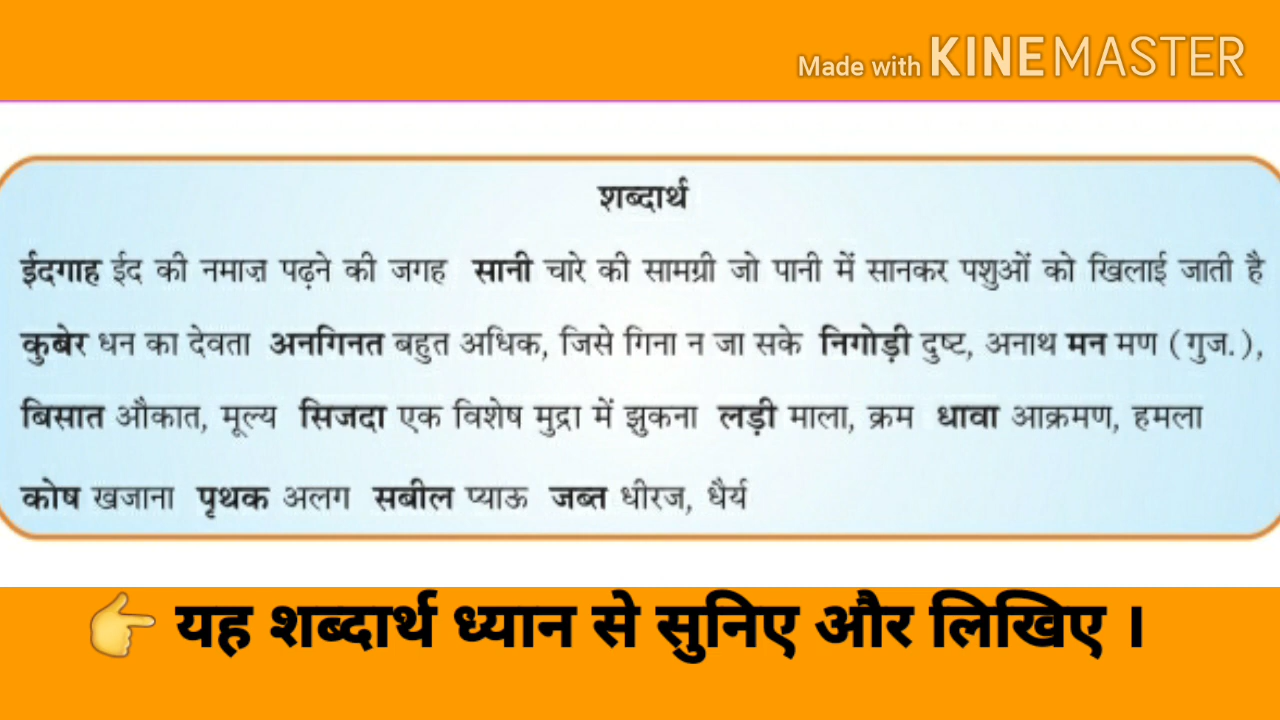 Made with KINEMASTER
शब्दार्थ
ईदगाह ईद की नमाज़ पढ़ने की जगह सानी चारे की सामग्री जो पानी में सानकर पशुओं को खिलाई जाती है
कुबेर धन का देवता अनगिनत बहुत अधिक, जिसे गिना न जा सके निगोड़ी दुष्ट, अनाथ मन मण (गुज.),
बिसात औकात, मूल्य सिजदा एक विशेष मुद्रा में झुकना लड़ी माला, क्रम धावा आक्रमण, हमला
कोष खजाना पृथक अलग सबील प्याऊ जब्त धीरज, धैर्य
👉 यह शब्दार्थ ध्यान से सुनिए और लिखिए ।